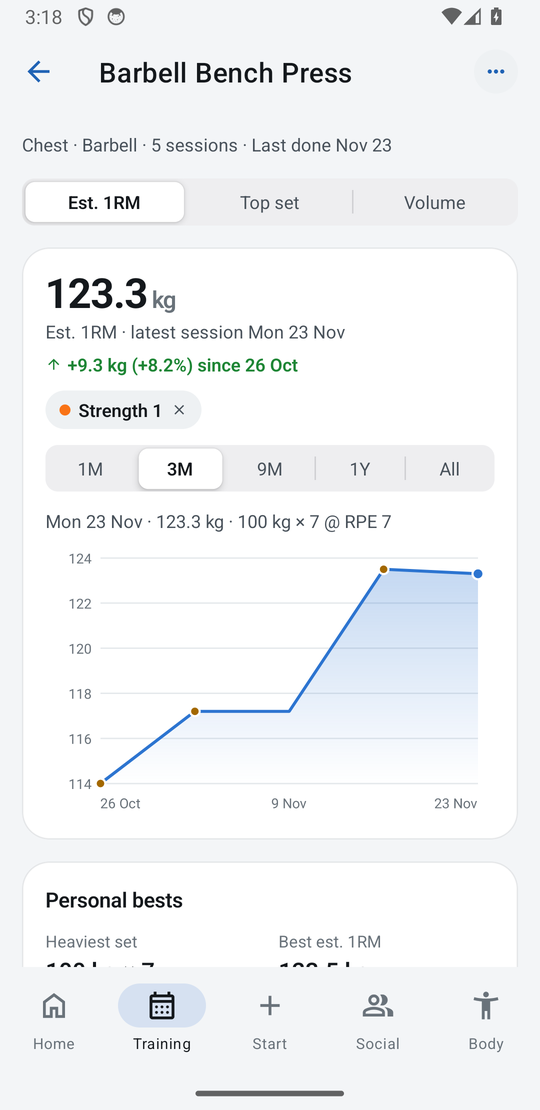 3:18
Barbell Bench Press
Chest · Barbell · 5 sessions · Last done Nov 23
Est. 1RM
Top set
Volume
123.3 kg
Est. 1RM · latest session Mon 23 Nov
↑ +9.3 kg (+8.2%) since 26 Oct
Strength 1 ×
1M
3M
9M
1Y
All
Mon 23 Nov · 123.3 kg · 100 kg × 7 @ RPE 7
124
122
120
118
116
114
26 Oct
9 Nov
23 Nov
Personal bests
Heaviest set
Best est. 1RM
Home
Training
Start
Social
Body